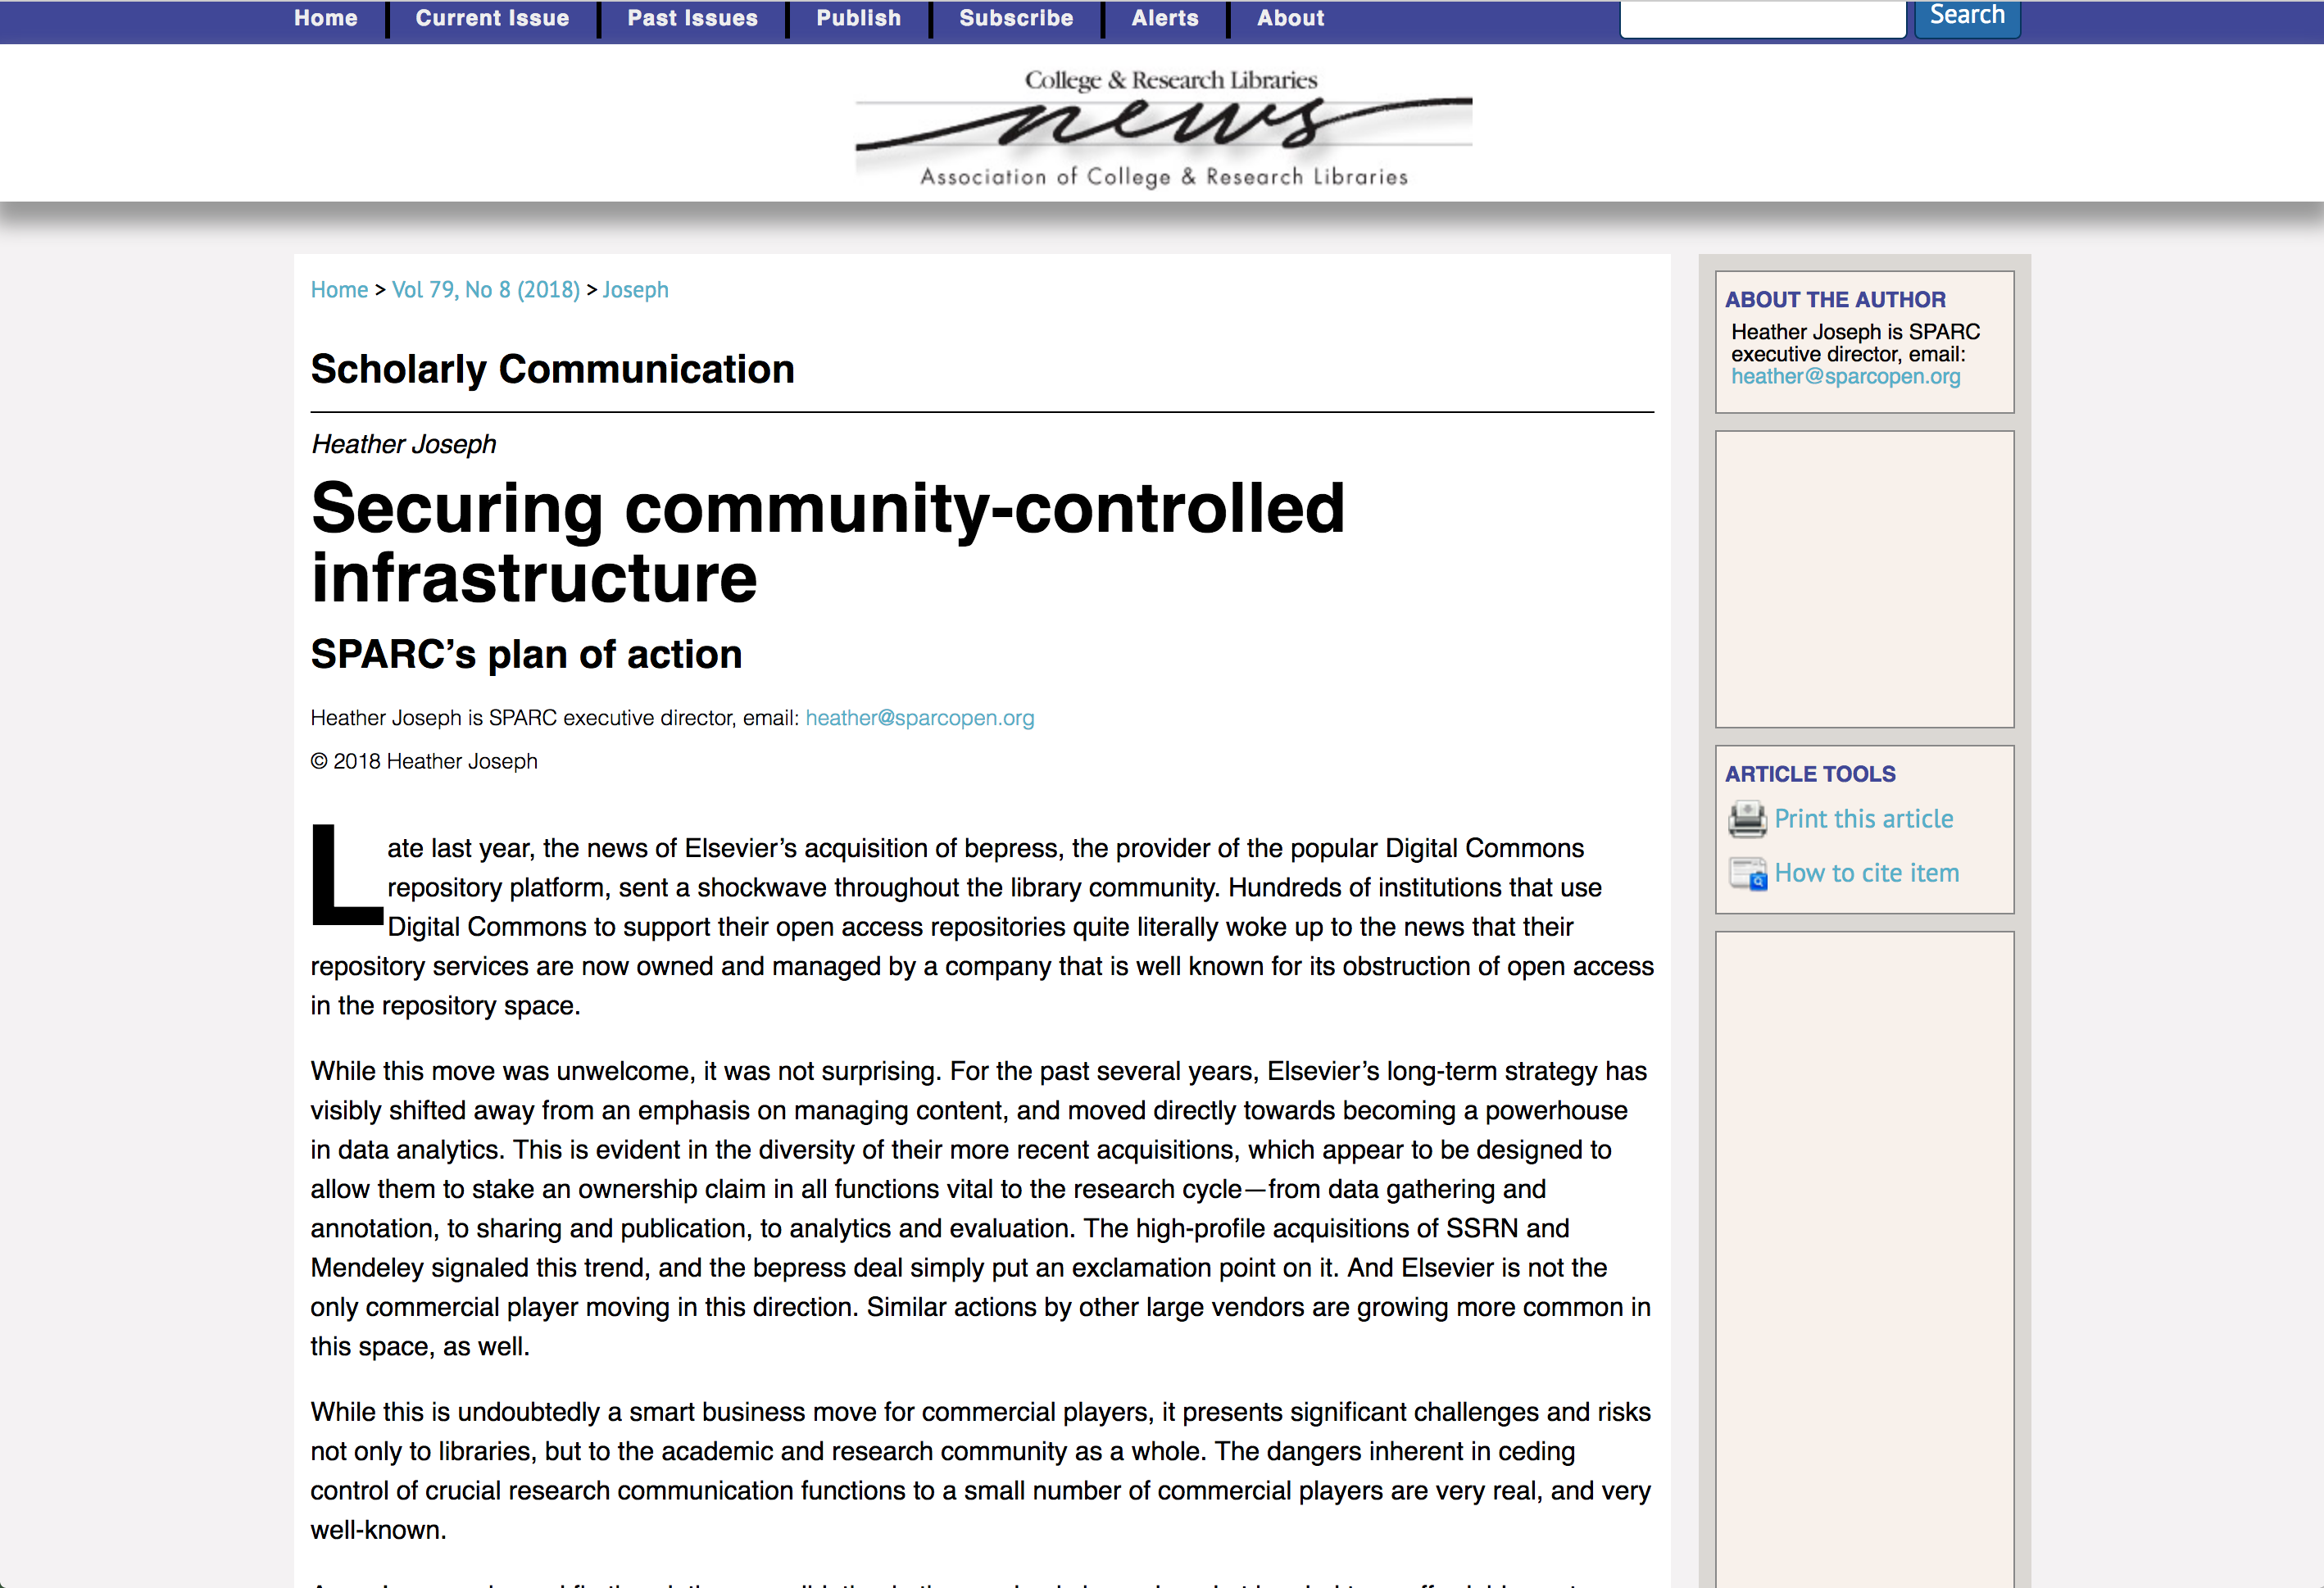 Home
Current Issue
Past Issues
Publish
Subscribe
Alerts
About
Search
College & Research Libraries
news
Association of College & Research Libraries
Home > Vol 79, No 8 (2018) > Joseph
Scholarly Communication
Heather Joseph
Securing community-controlled
infrastructure
SPARC’s plan of action
Heather Joseph is SPARC executive director, email: heather@sparcopen.org
© 2018 Heather Joseph
Late last year, the news of Elsevier’s acquisition of bepress, the provider of the popular Digital Commons
repository platform, sent a shockwave throughout the library community. Hundreds of institutions that use
Digital Commons to support their open access repositories quite literally woke up to the news that their
repository services are now owned and managed by a company that is well known for its obstruction of open access
in the repository space.
While this move was unwelcome, it was not surprising. For the past several years, Elsevier’s long-term strategy has
visibly shifted away from an emphasis on managing content, and moved directly towards becoming a powerhouse
in data analytics. This is evident in the diversity of their more recent acquisitions, which appear to be designed to
allow them to stake an ownership claim in all functions vital to the research cycle—from data gathering and
annotation, to sharing and publication, to analytics and evaluation. The high-profile acquisitions of SSRN and
Mendeley signaled this trend, and the bepress deal simply put an exclamation point on it. And Elsevier is not the
only commercial player moving in this direction. Similar actions by other large vendors are growing more common in
this space, as well.
While this is undoubtedly a smart business move for commercial players, it presents significant challenges and risks
not only to libraries, but to the academic and research community as a whole. The dangers inherent in ceding
control of crucial research communication functions to a small number of commercial players are very real, and very
well-known.
ABOUT THE AUTHOR
Heather Joseph is SPARC
executive director, email:
heather@sparcopen.org
ARTICLE TOOLS
Print this article
How to cite item